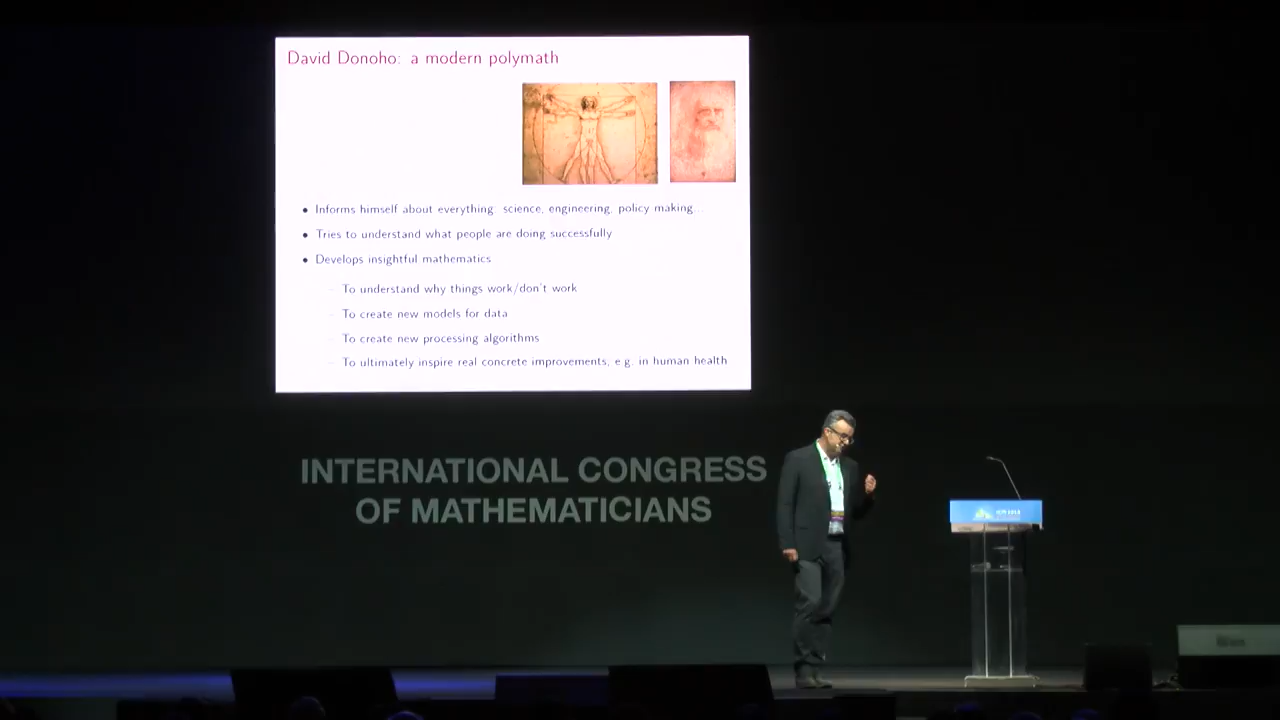 David Donoho: a modern polymath
• Informs himself about everything: science, engineering, policy making...
• Tries to understand what people are doing successfully
• Develops insightful mathematics
– To understand why things work/don't work
– To create new models for data
– To create new processing algorithms
– To ultimately inspire real concrete improvements, e.g. in human health
INTERNATIONAL CONGRESS
OF MATHEMATICIANS
ICM 2018